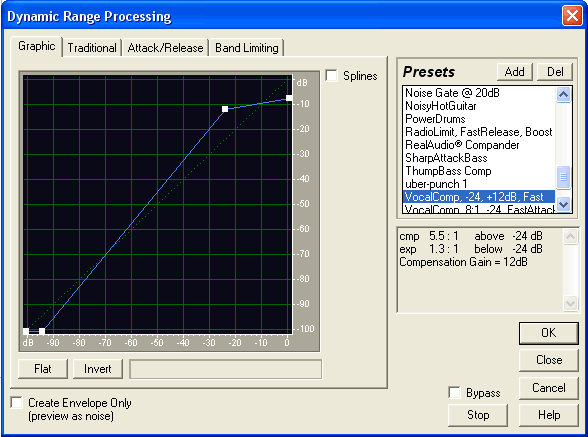 Dynamic Range Processing
Graphic Traditional Attack/Release Band Limiting
Splines
dB
-10
-20
-30
-40
-50
-60
-70
-80
-90
-100
dB -90 -80 -70 -60 -50 -40 -30 -20 -10 0
Flat Invert
Create Envelope Only
(preview as noise)
Presets Add Del
Noise Gate @ 20dB
NoisyHotGuitar
PowerDrums
RadioLimit, FastRelease, Boost
RealAudio® Compander
SharpAttackBass
ThumpBass Comp
uber-punch 1
VocalComp, -24, +12dB, Fast
VocalComp, 8:1, -24, FastAttack
cmp 5.5 : 1 above -24 dB
exp 1.3 : 1 below -24 dB
Compensation Gain = 12dB
OK
Close
Bypass Cancel
Stop Help